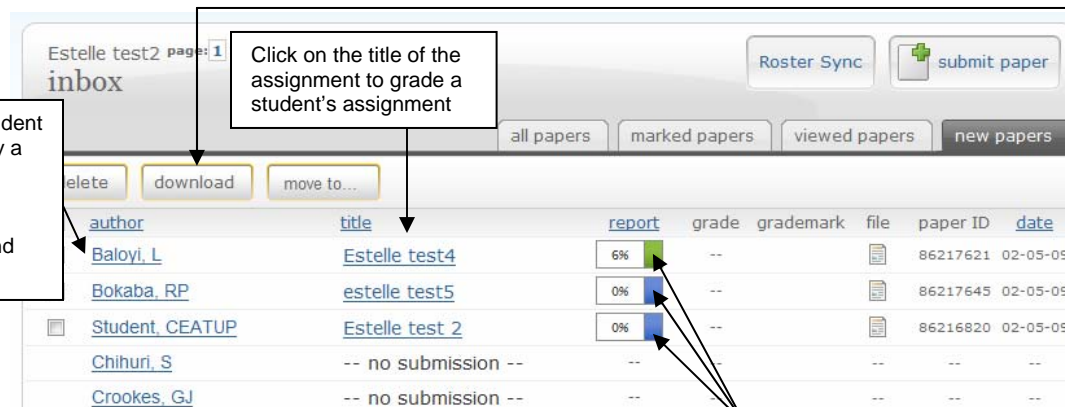 Estelle test2 page: 1
inbox
Click on the title of the
assignment to grade a
student's assignment
Roster Sync
submit paper
all papers marked papers viewed papers new papers
delete download move to...
author title report grade grademark file paper ID date
Baloyi, L Estelle test4 6% -- 86217621 02-05-09
Bokaba, RP estelle test5 0% -- 86217645 02-05-09
Student, CEATUP Estelle test 2 0% -- 86216820 02-05-09
Chihuri, S -- no submission -- -- -- -- -- --
Crookes, GJ -- no submission -- -- -- -- -- --